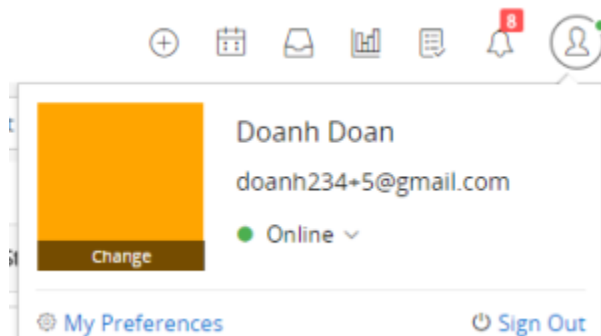 8
Doanh Doan
doanh234+5@gmail.com
Online
Change
My Preferences
Sign Out